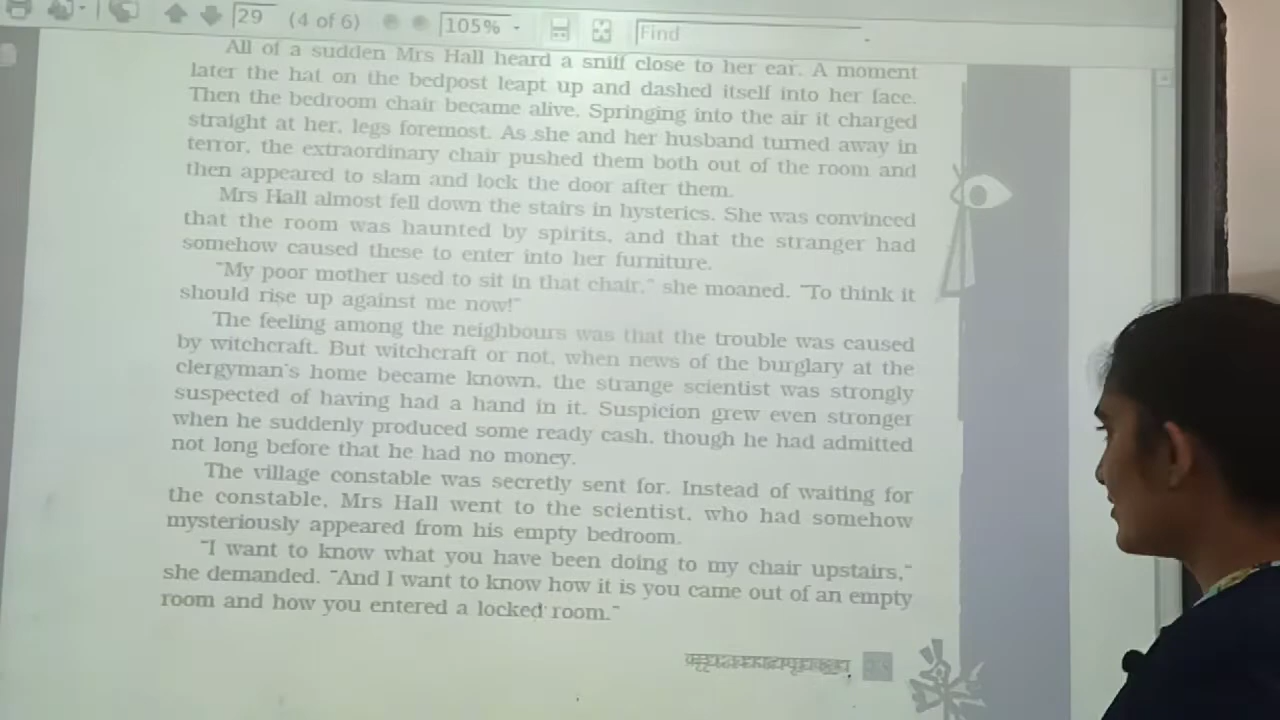 29 (4 of 6) 105% Find
All of a sudden Mrs Hall heard a sniff close to her ear. A moment
later the hat on the bedpost leapt up and dashed itself into her face.
Then the bedroom chair became alive. Springing into the air it charged
straight at her, legs foremost. As she and her husband turned away in
terror, the extraordinary chair pushed them both out of the room and
then appeared to slam and lock the door after them.
Mrs Hall almost fell down the stairs in hysterics. She was convinced
that the room was haunted by spirits, and that the stranger had
somehow caused these to enter into her furniture.
“My poor mother used to sit in that chair,” she moaned. “To think it
should rise up against me now!”
The feeling among the neighbours was that the trouble was caused
by witchcraft. But witchcraft or not, when news of the burglary at the
clergyman's home became known, the strange scientist was strongly
suspected of having had a hand in it. Suspicion grew even stronger
when he suddenly produced some ready cash, though he had admitted
not long before that he had no money.
The village constable was secretly sent for. Instead of waiting for
the constable, Mrs Hall went to the scientist, who had somehow
mysteriously appeared from his empty bedroom.
“I want to know what you have been doing to my chair upstairs,”
she demanded. “And I want to know how it is you came out of an empty
room and how you entered a locked room.”